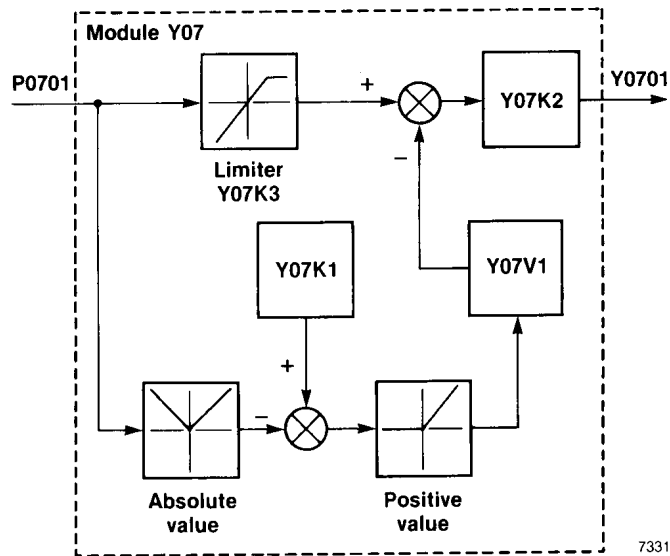 Module Y07
P0701
Y0701
+
Y07K2
Limiter
Y07K3
−
Y07K1
Y07V1
+
−
Absolute
value
Positive
value
7331